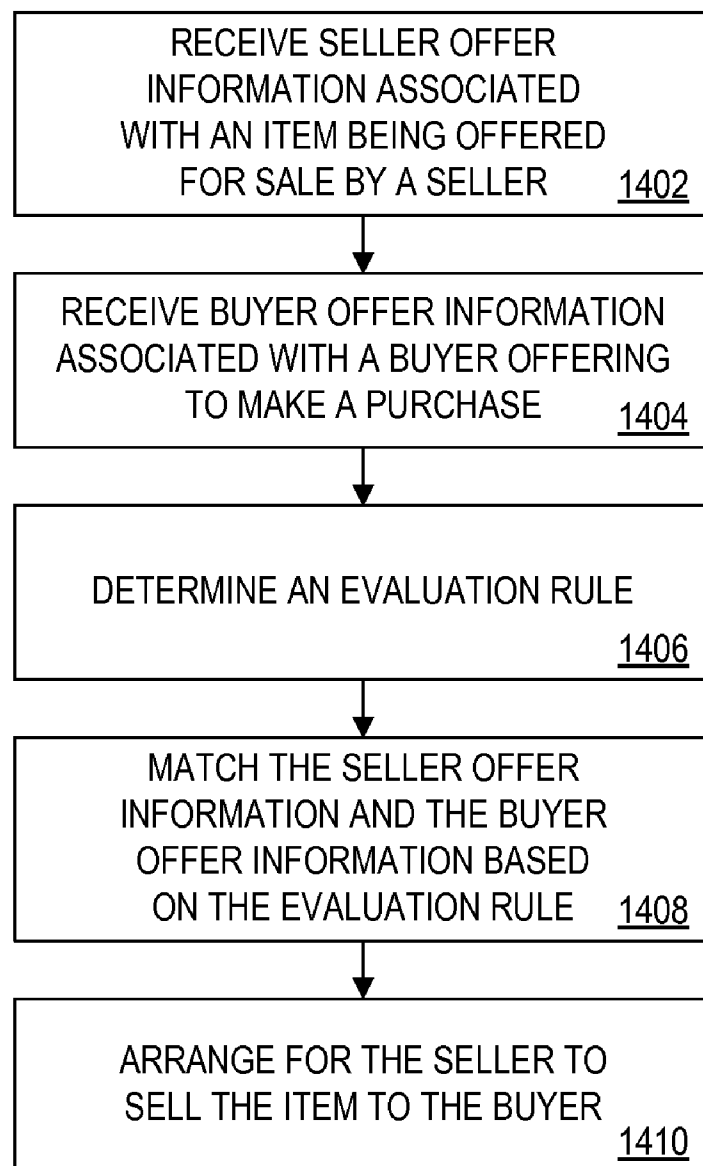 RECEIVE SELLER OFFER
INFORMATION ASSOCIATED
WITH AN ITEM BEING OFFERED
FOR SALE BY A SELLER
1402
RECEIVE BUYER OFFER INFORMATION
ASSOCIATED WITH A BUYER OFFERING
TO MAKE A PURCHASE
1404
DETERMINE AN EVALUATION RULE
1406
MATCH THE SELLER OFFER
INFORMATION AND THE BUYER
OFFER INFORMATION BASED
ON THE EVALUATION RULE
1408
ARRANGE FOR THE SELLER TO
SELL THE ITEM TO THE BUYER
1410